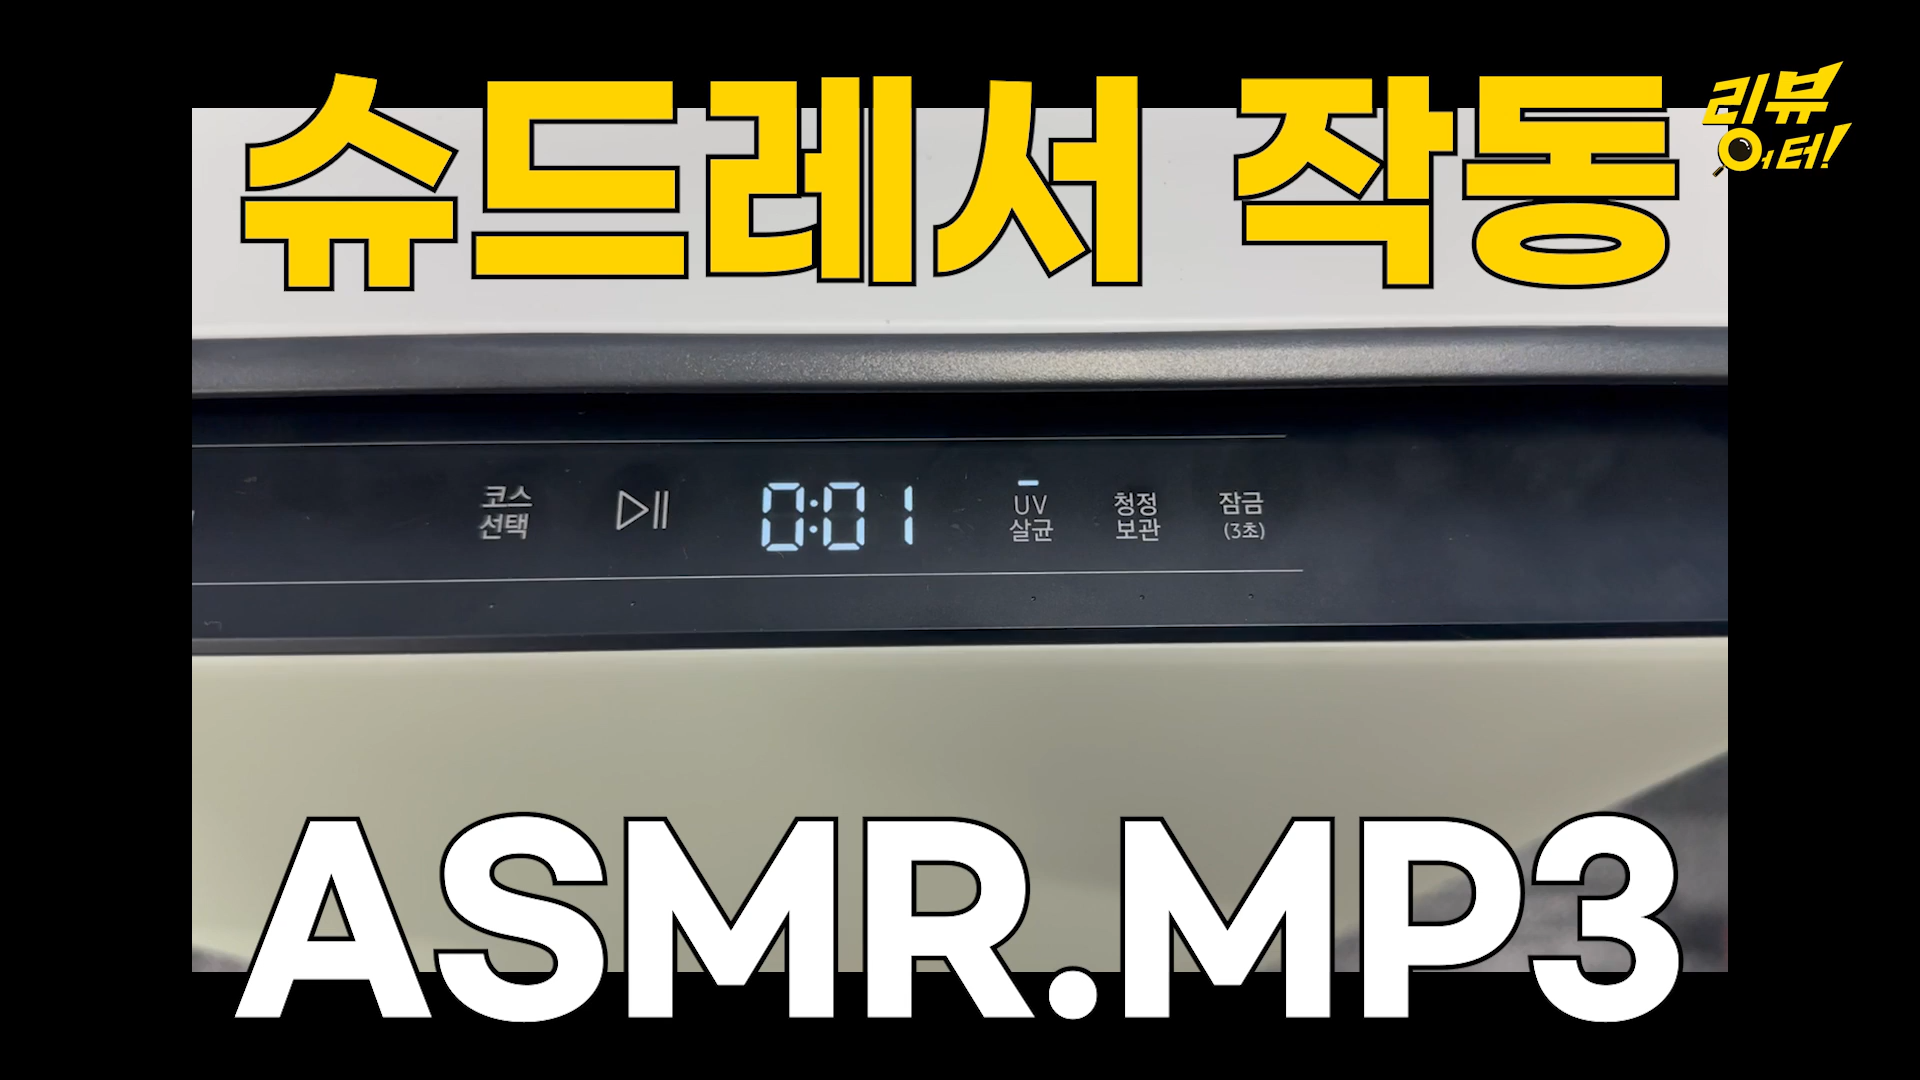 슈드레서 작동
리뷰
어터!
코스
선택
0:01
UV
살균
청정
보관
잠금
(3초)
ASMR.MP3